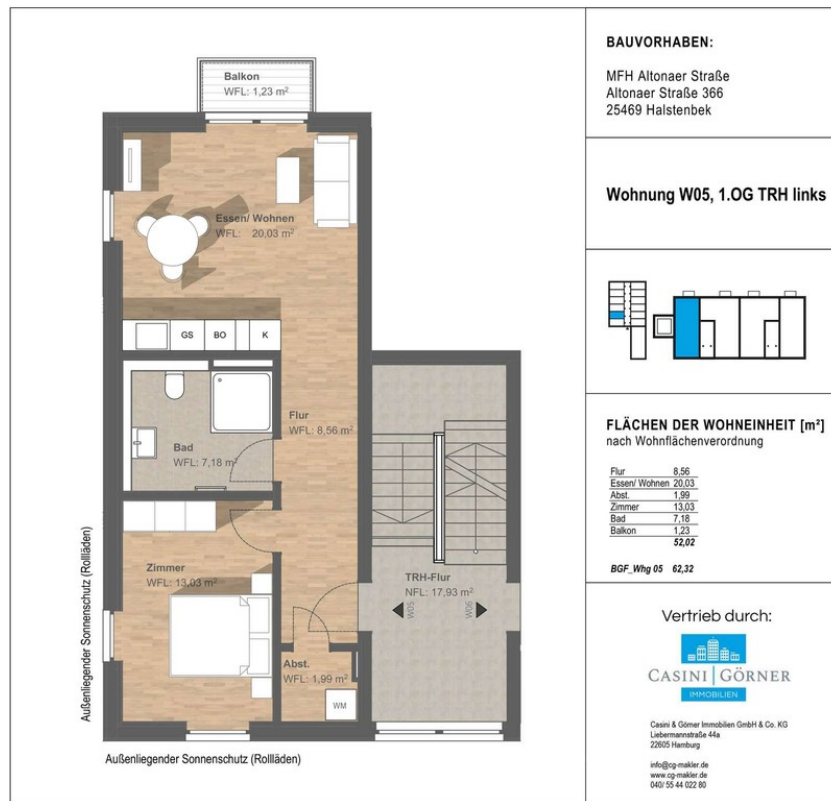 Balkon
WFL: 1,23 m²
Essen/ Wohnen
WFL: 20,03 m²
GS
BO
K
Flur
WFL: 8,56 m²
Bad
WFL: 7,18 m²
Zimmer
WFL: 13,03 m²
TRH-Flur
NFL: 17,93 m²
W05
W06
Abst.
WFL: 1,99 m²
WM
Außenliegender Sonnenschutz (Rollläden)
Außenliegender Sonnenschutz (Rollläden)
BAUVORHABEN:
MFH Altonaer Straße
Altonaer Straße 366
25469 Halstenbek
Wohnung W05, 1.OG TRH links
FLÄCHEN DER WOHNEINHEIT [m²]
nach Wohnflächenverordnung
Flur 8,56
Essen/ Wohnen 20,03
Abst. 1,99
Zimmer 13,03
Bad 7,18
Balkon 1,23
52,02
BGF_Whg 05 62,32
Vertrieb durch:
CASINI | GÖRNER
IMMOBILIEN
Casini & Görner Immobilien GmbH & Co. KG
Liebermannstraße 44a
22605 Hamburg
info@cg-makler.de
www.cg-makler.de
040/ 55 44 022 80